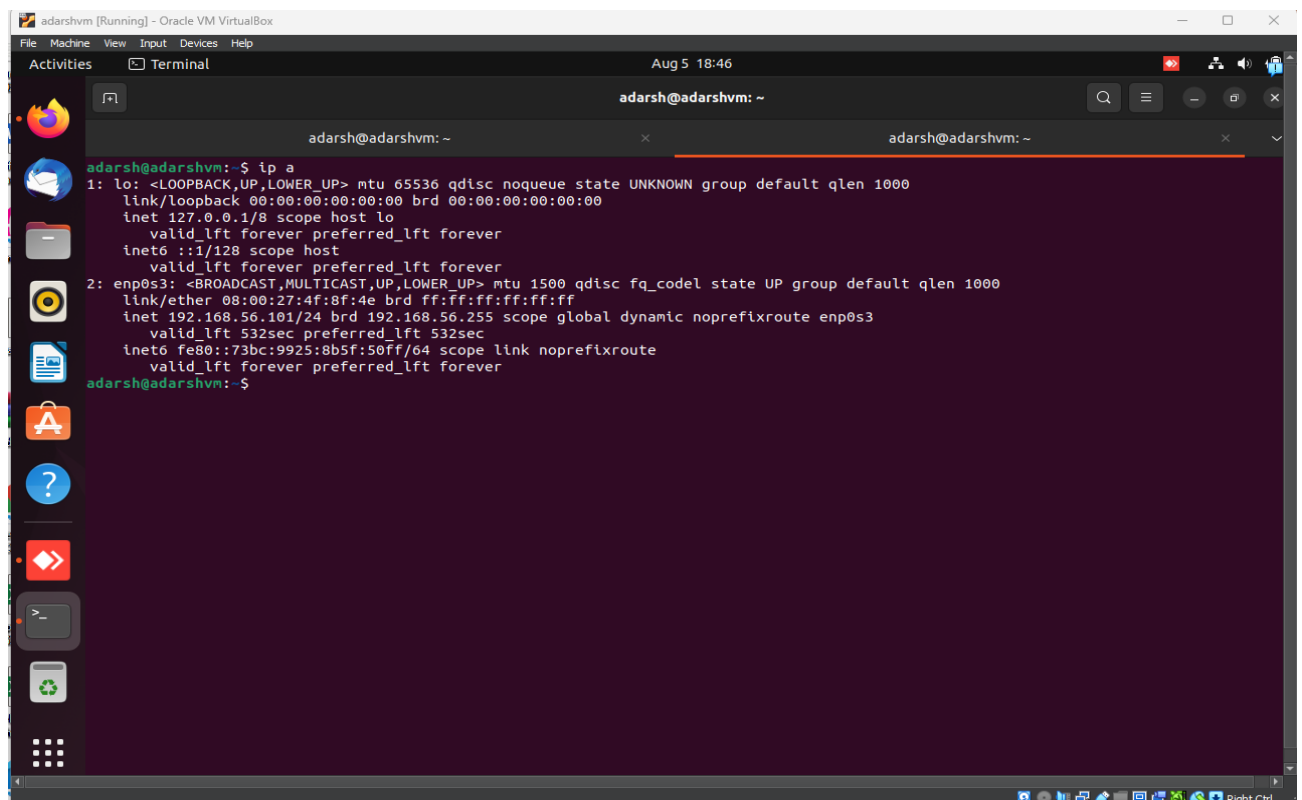 adarshvm [Running] - Oracle VM VirtualBox
File Machine View Input Devices Help
Activities Terminal Aug 5 18:46
adarsh@adarshvm: ~
adarsh@adarshvm: ~ adarsh@adarshvm: ~
adarsh@adarshvm:~$ ip a
1: lo: <LOOPBACK,UP,LOWER_UP> mtu 65536 qdisc noqueue state UNKNOWN group default qlen 1000
link/loopback 00:00:00:00:00:00 brd 00:00:00:00:00:00
inet 127.0.0.1/8 scope host lo
valid_lft forever preferred_lft forever
inet6 ::1/128 scope host
valid_lft forever preferred_lft forever
2: enp0s3: <BROADCAST,MULTICAST,UP,LOWER_UP> mtu 1500 qdisc fq_codel state UP group default qlen 1000
link/ether 08:00:27:4f:8f:4e brd ff:ff:ff:ff:ff:ff
inet 192.168.56.101/24 brd 192.168.56.255 scope global dynamic noprefixroute enp0s3
valid_lft 532sec preferred_lft 532sec
inet6 fe80::73bc:9925:8b5f:50ff/64 scope link noprefixroute
valid_lft forever preferred_lft forever
adarsh@adarshvm:~$
Right Ctrl